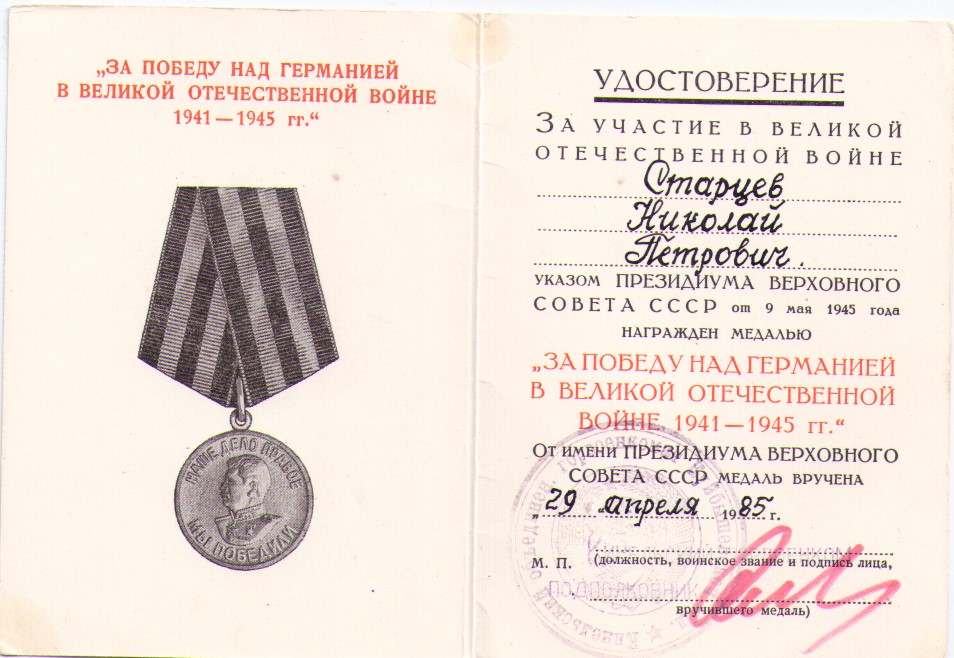 „ЗА ПОБЕДУ НАД ГЕРМАНИЕЙ
В ВЕЛИКОЙ ОТЕЧЕСТВЕННОЙ ВОЙНЕ
1941 — 1945 гг.“
НАШЕ ДЕЛО ПРАВОЕ
МЫ ПОБЕДИЛИ
УДОСТОВЕРЕНИЕ
ЗА УЧАСТИЕ В ВЕЛИКОЙ
ОТЕЧЕСТВЕННОЙ ВОЙНЕ
Старцев
Николай
Петрович.
УКАЗОМ ПРЕЗИДИУМА ВЕРХОВНОГО
СОВЕТА СССР от 9 мая 1945 года
НАГРАЖДЕН МЕДАЛЬЮ
„ЗА ПОБЕДУ НАД ГЕРМАНИЕЙ
В ВЕЛИКОЙ ОТЕЧЕСТВЕННОЙ
ВОЙНЕ 1941 — 1945 гг.“
ОТ ИМЕНИ ПРЕЗИДИУМА ВЕРХОВНОГО
СОВЕТА СССР МЕДАЛЬ ВРУЧЕНА
„29 апреля 1985 г.
М. П. (должность, воинское звание и подпись лица,
ПОДПОЛКОВНИК
вручившего медаль)